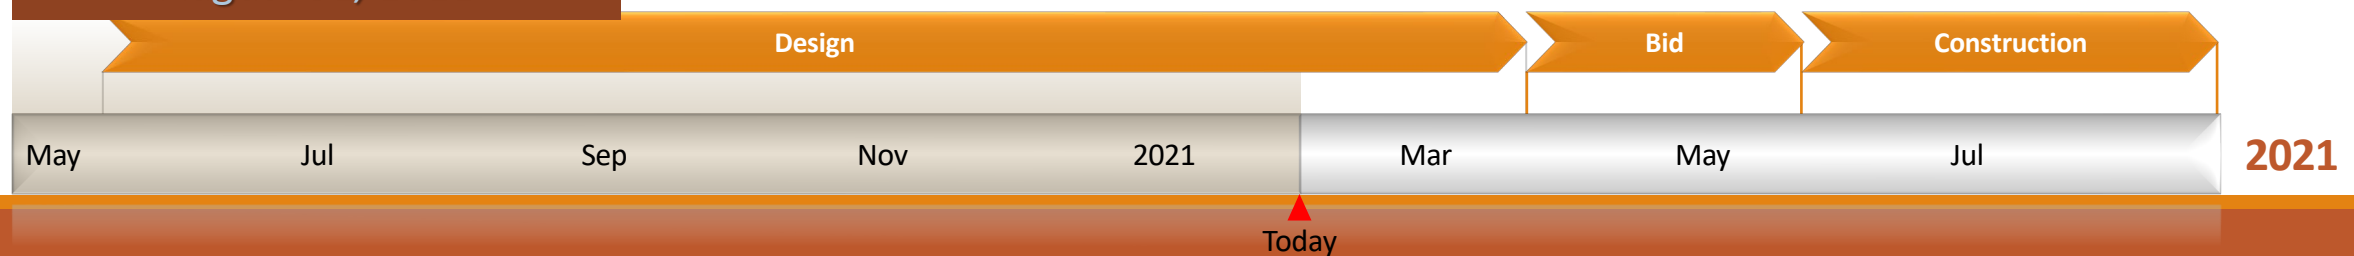 Design Bid Construction
May Jul Sep Nov 2021 Mar May Jul 2021
Today